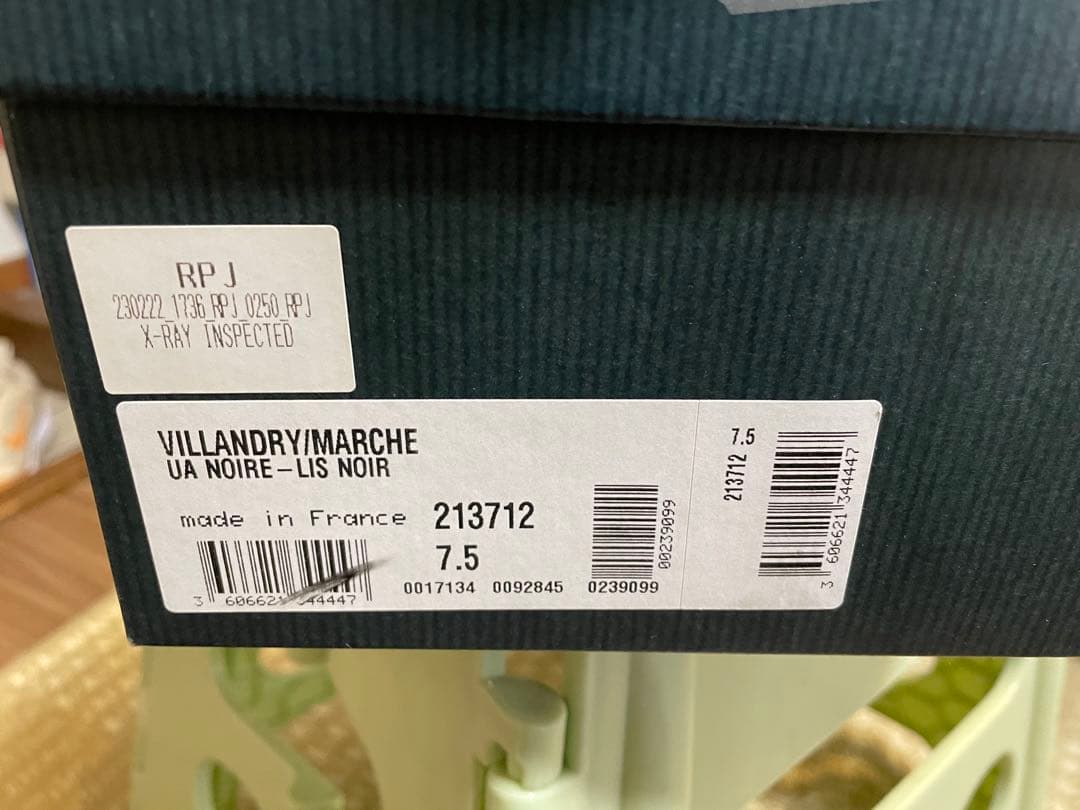 RPJ
230222_1736_RPJ_0250_RPJ
X-RAY INSPECTED
VILLANDRY/MARCHE
UA NOIRE-LIS NOIR
made in France 213712
7.5
0017134 0092845 0239099
00239099
7.5
213712
3 606621 344447